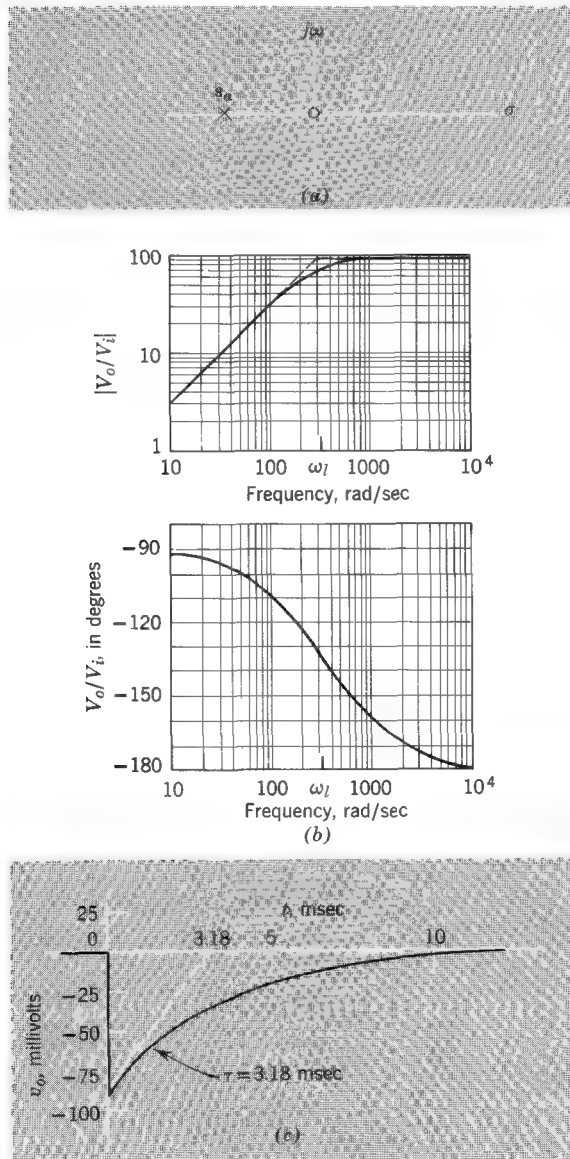 jω
s_a
σ
(a)
100
10
1
|V_o/V_i|
10 100 ω_l 1000 10^4
Frequency, rad/sec
-90
-120
-150
-180
V_o/V_i, in degrees
10 100 ω_l 1000 10^4
Frequency, rad/sec
(b)
t, msec
25
0 3.18 5 10
-25
-50
-75
-100
v_o, millivolts
τ = 3.18 msec
(c)